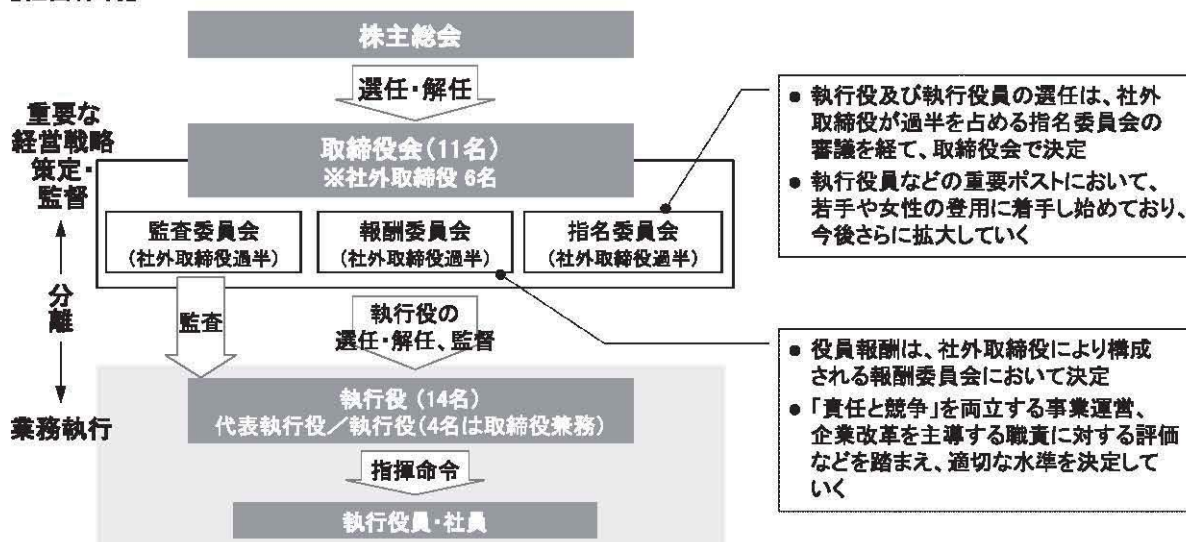 株主総会
選任・解任
重要な
経営戦略
策定・
監督
取締役会(11名)
※社外取締役 6名
監査委員会
(社外取締役過半)
報酬委員会
(社外取締役過半)
指名委員会
(社外取締役過半)
分離
監査
執行役の
選任・解任、監督
業務執行
執行役 (14名)
代表執行役/執行役(4名は取締役兼務)
指揮命令
執行役員・社員
● 執行役及び執行役員の選任は、社外
取締役が過半を占める指名委員会の
審議を経て、取締役会で決定
● 執行役員などの重要ポストにおいて、
若手や女性の登用に着手し始めており、
今後さらに拡大していく
● 役員報酬は、社外取締役により構成
される報酬委員会において決定
● 「責任と競争」を両立する事業運営、
企業改革を主導する職責に対する評価
などを踏まえ、適切な水準を決定して
いく